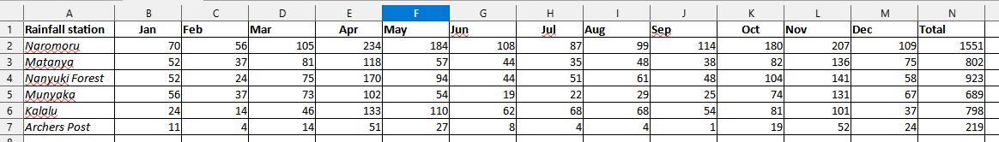 A B C D E F G H I J K L M N
1 Rainfall station Jan Feb Mar Apr May Jun Jul Aug Sep Oct Nov Dec Total
2 Naromoru 70 56 105 234 184 108 87 99 114 180 207 109 1551
3 Matanya 52 37 81 118 57 44 35 48 38 82 136 75 802
4 Nanyuki Forest 52 24 75 170 94 44 51 61 48 104 141 58 923
5 Munyaka 56 37 73 102 54 19 22 29 25 74 131 67 689
6 Kalalu 24 14 46 133 110 62 68 68 54 81 101 37 798
7 Archers Post 11 4 14 51 27 8 4 4 1 19 52 24 219